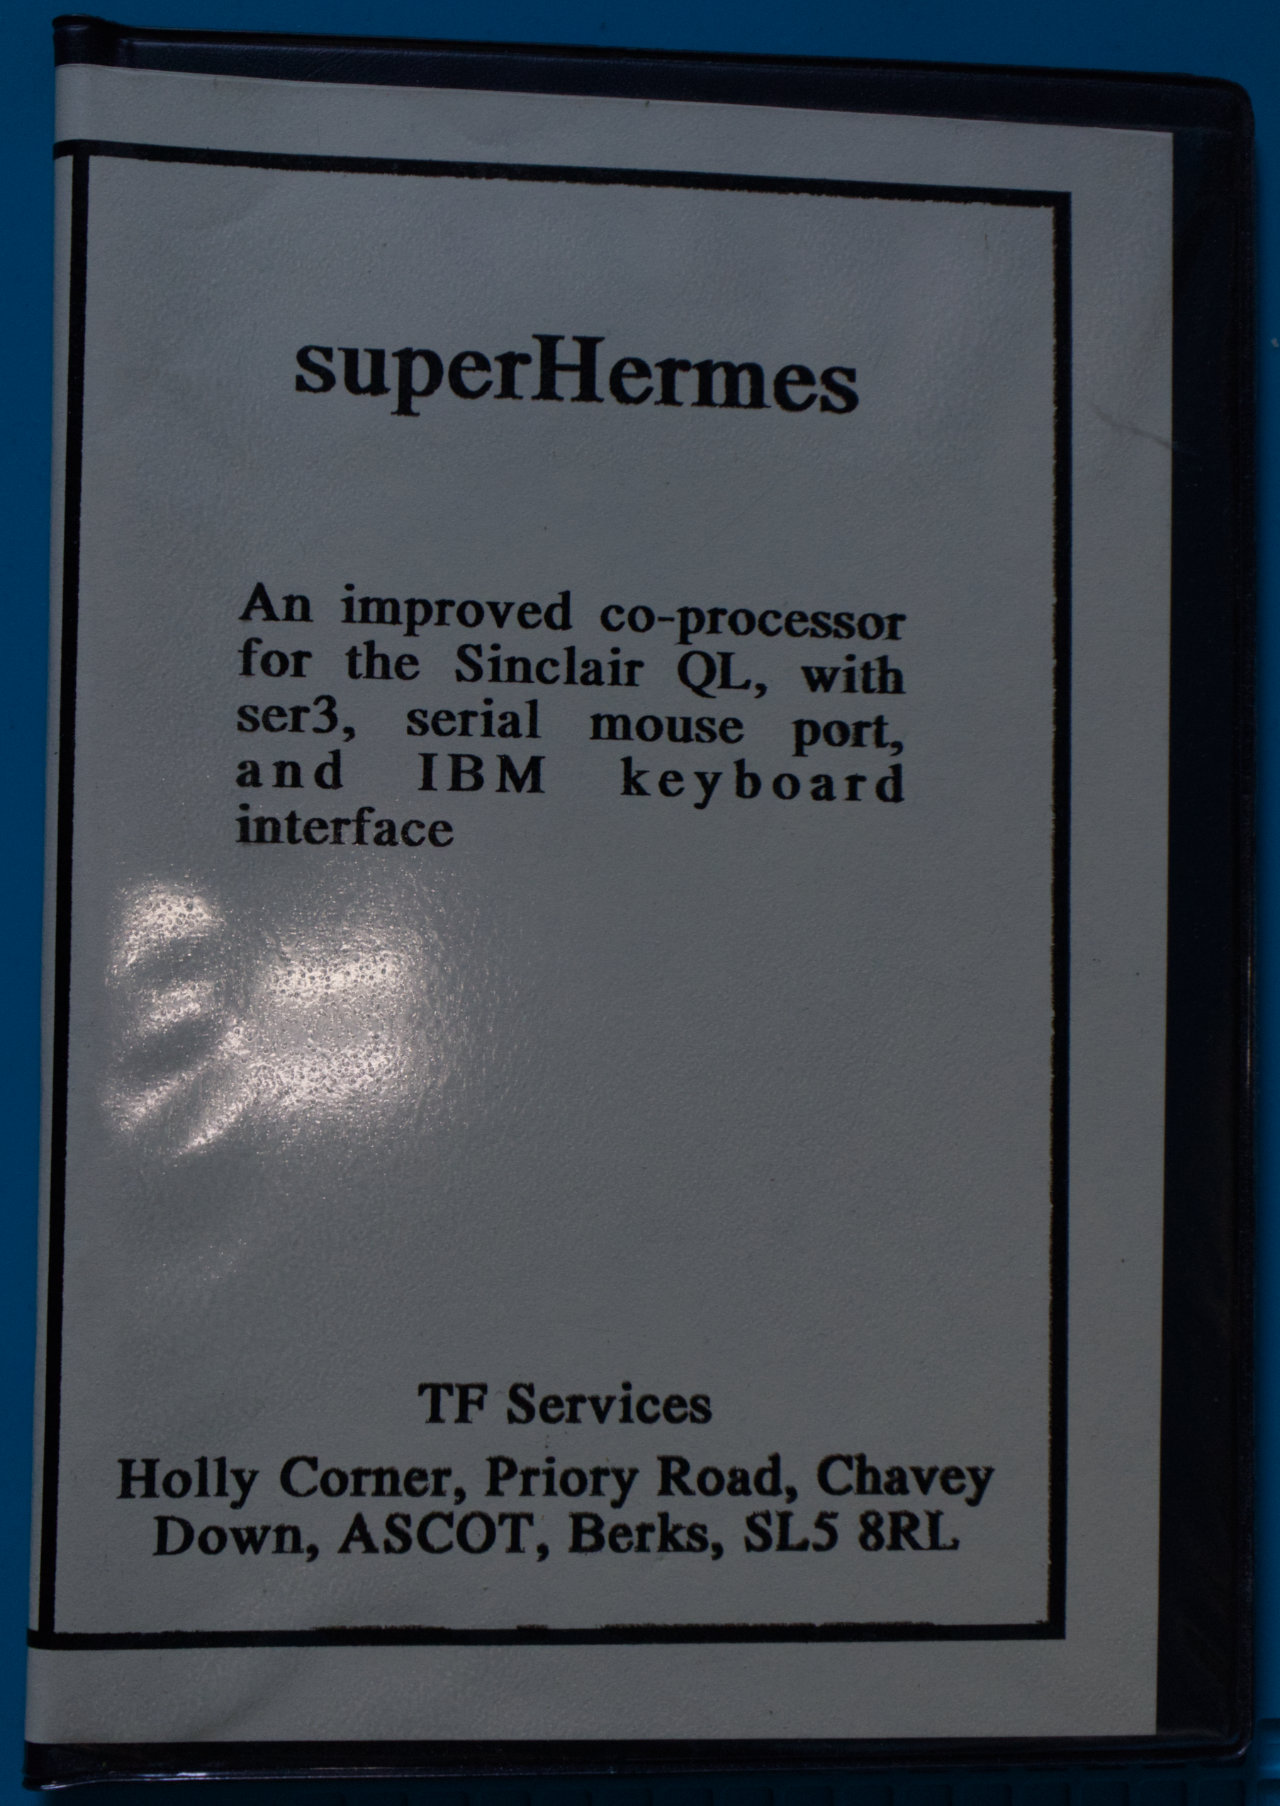 superHermes
An improved co-processor
for the Sinclair QL, with
ser3, serial mouse port,
and IBM keyboard
interface
TF Services
Holly Corner, Priory Road, Chavey
Down, ASCOT, Berks, SL5 8RL